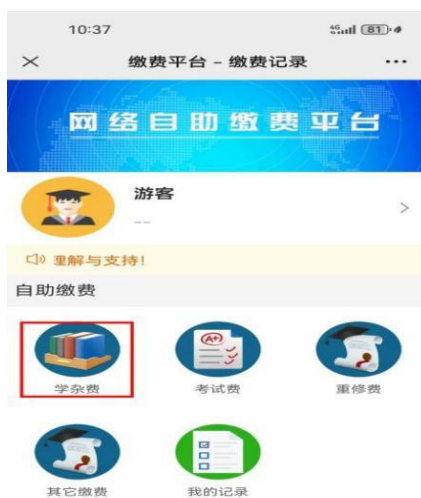 10:37
4G 81
缴费平台 – 缴费记录
网络自助缴费平台
游客
--
理解与支持！
自助缴费
A+
学杂费 考试费 重修费
其它缴费 我的记录